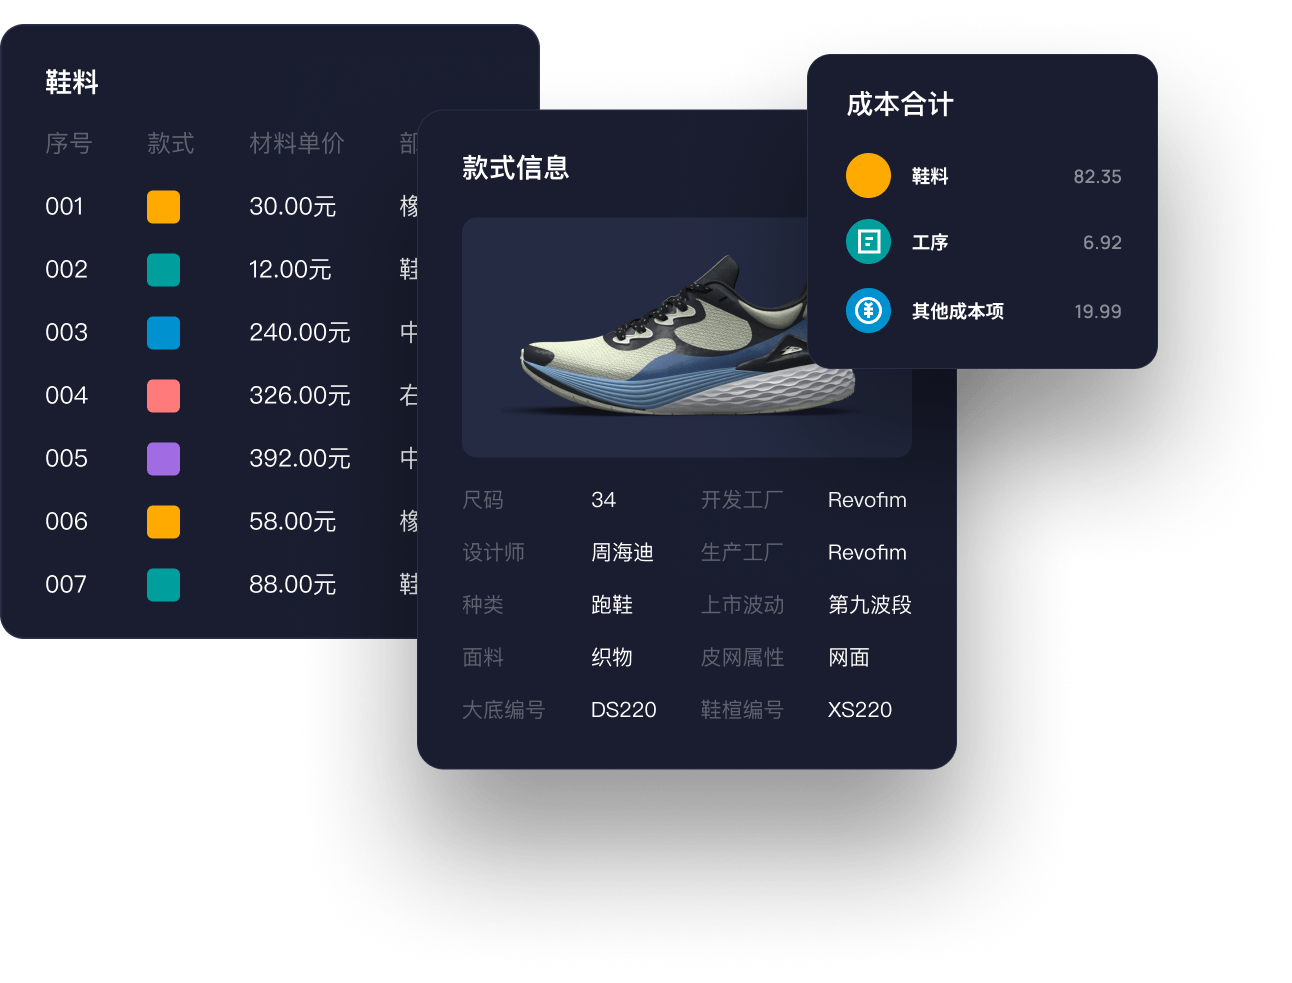 鞋料
序号 款式 材料单价 部
001 30.00元
002 12.00元 鞋
003 240.00元 中
004 326.00元 右
005 392.00元 中
006 58.00元
007 88.00元 鞋
款式信息
尺码 34 开发工厂 Revofim
设计师 周海迪 生产工厂 Revofim
种类 跑鞋 上市波动 第九波段
面料 织物 皮网属性 网面
大底编号 DS220 鞋楦编号 XS220
成本合计
鞋料 82.35
工序 6.92
其他成本项 19.99